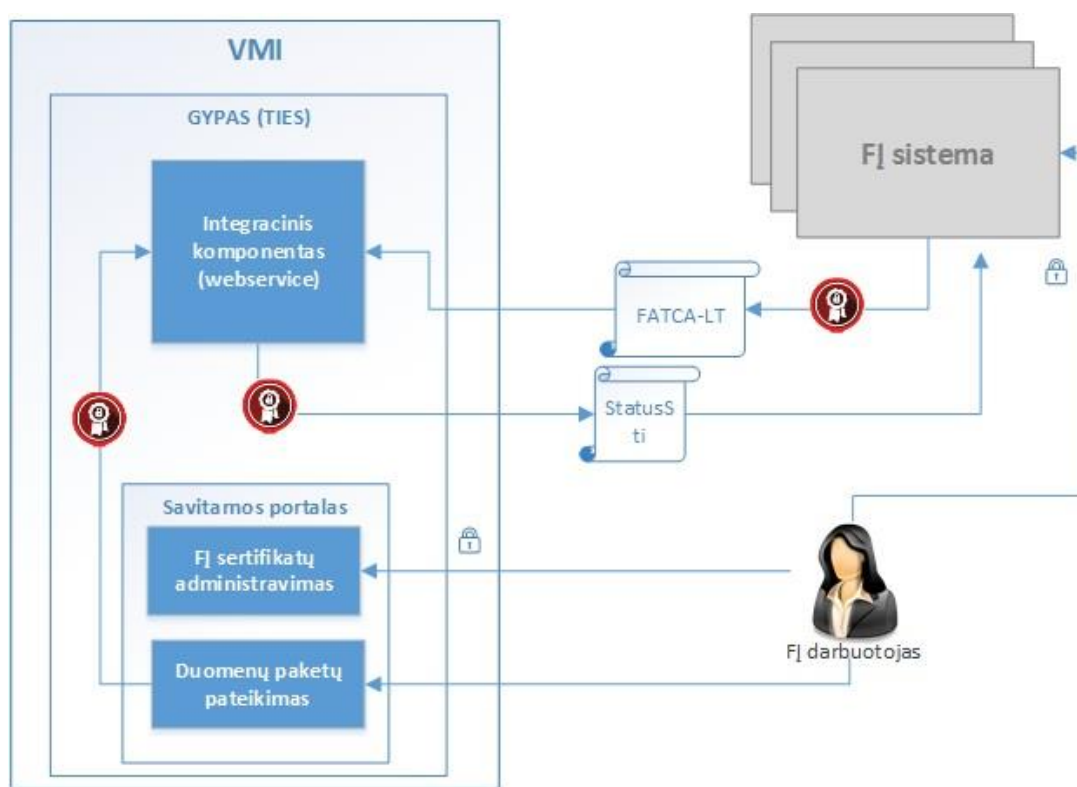 VMI
GYPAS (TIES)
Integracinis
komponentas
(webservice)
FĮ sistema
FATCA-LT
StatusS
ti
Savitarnos portalas
FĮ sertifikatų
administravimas
Duomenų paketų
pateikimas
FĮ darbuotojas